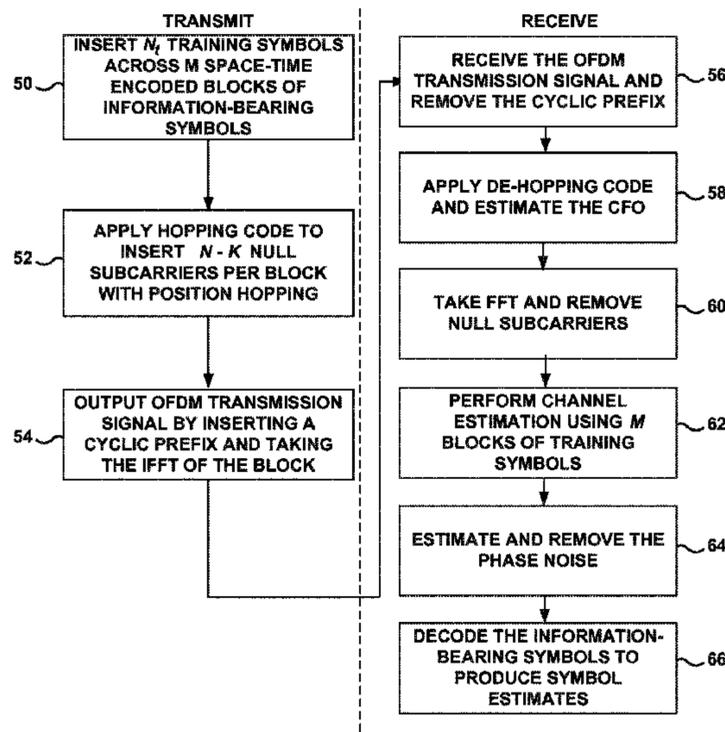 TRANSMIT
INSERT Nt TRAINING SYMBOLS
ACROSS M SPACE-TIME
ENCODED BLOCKS OF
INFORMATION-BEARING
SYMBOLS
50
APPLY HOPPING CODE TO
INSERT N - K NULL
SUBCARRIERS PER BLOCK
WITH POSITION HOPPING
52
OUTPUT OFDM TRANSMISSION
SIGNAL BY INSERTING A
CYCLIC PREFIX AND TAKING
THE IFFT OF THE BLOCK
54
RECEIVE
RECEIVE THE OFDM
TRANSMISSION SIGNAL AND
REMOVE THE CYCLIC PREFIX
56
APPLY DE-HOPPING CODE
AND ESTIMATE THE CFO
58
TAKE FFT AND REMOVE
NULL SUBCARRIERS
60
PERFORM CHANNEL
ESTIMATION USING M
BLOCKS OF TRAINING
SYMBOLS
62
ESTIMATE AND REMOVE THE
PHASE NOISE
64
DECODE THE INFORMATION-
BEARING SYMBOLS TO
PRODUCE SYMBOL
ESTIMATES
66